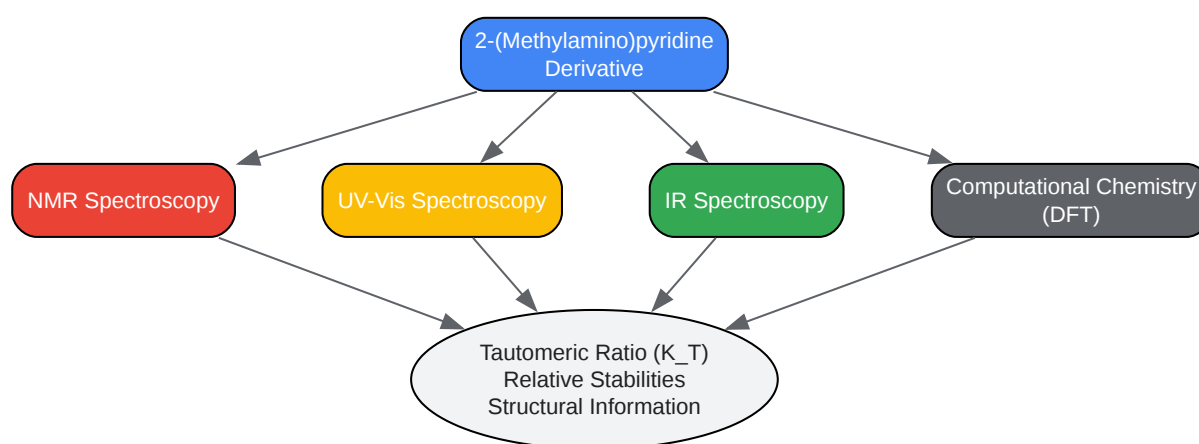 2-(Methylamino)pyridine
Derivative
NMR Spectroscopy
UV-Vis Spectroscopy
IR Spectroscopy
Computational Chemistry
(DFT)
Tautomeric Ratio (K_T)
Relative Stabilities
Structural Information